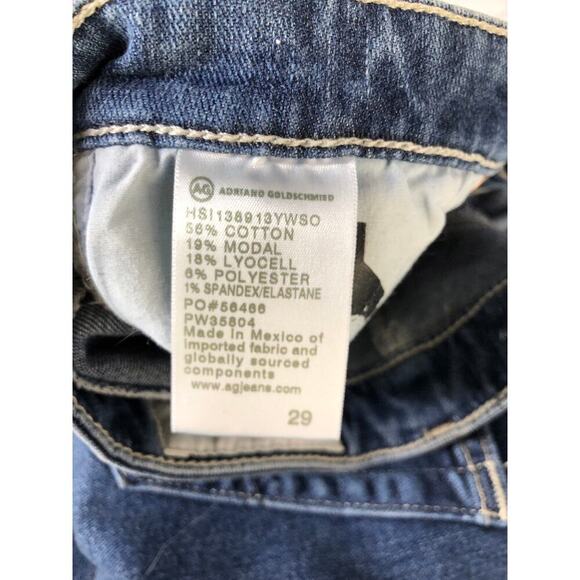 AG ADRIANO GOLDSCHMIED
HSI138913YWSO
56% COTTON
19% MODAL
18% LYOCELL
6% POLYESTER
1% SPANDEX/ELASTANE
PO#56466
PW35804
Made in Mexico of
imported fabric and
globally sourced
components
www.agjeans.com
29